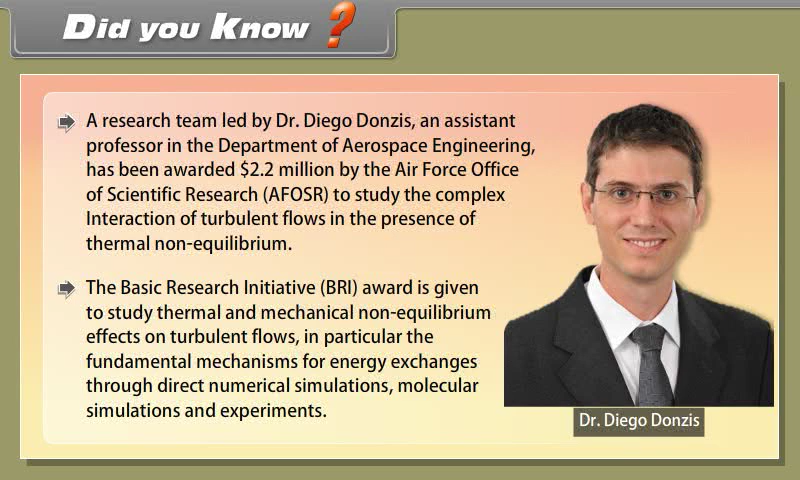 Did you Know ?
A research team led by Dr. Diego Donzis, an assistant
professor in the Department of Aerospace Engineering,
has been awarded $2.2 million by the Air Force Office
of Scientific Research (AFOSR) to study the complex
Interaction of turbulent flows in the presence of
thermal non-equilibrium.
The Basic Research Initiative (BRI) award is given
to study thermal and mechanical non-equilibrium
effects on turbulent flows, in particular the
fundamental mechanisms for energy exchanges
through direct numerical simulations, molecular
simulations and experiments.
Dr. Diego Donzis